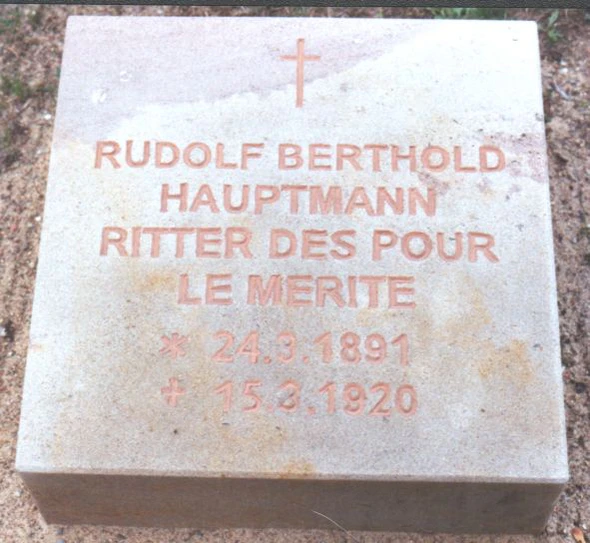 RUDOLF BERTHOLD
HAUPTMANN
RITTER DES POUR
LE MERITE
* 24.3.1891
+ 15.3.1920